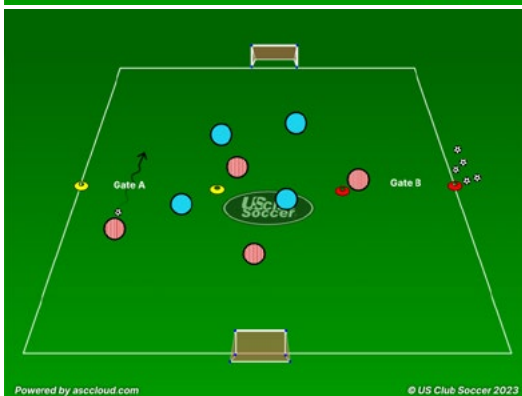 Gate A
Gate B
US Club
Soccer
Powered by asccloud.com
© US Club Soccer 2023